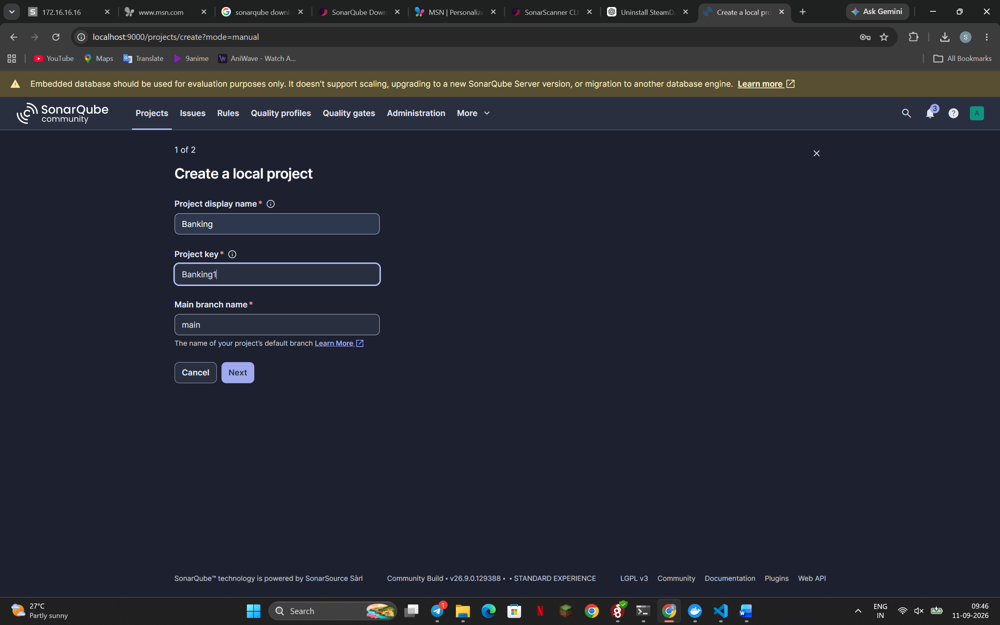 172.16.16.16
www.msn.com
sonarqube downl
SonarQube Down
MSN | Personalize
SonarScanner CLI
Uninstall SteamD
Create a local pro
Ask Gemini
localhost:9000/projects/create?mode=manual
S
YouTube
Maps
Translate
9anime
AniWave - Watch A...
All Bookmarks
Embedded database should be used for evaluation purposes only. It doesn't support scaling, upgrading to a new SonarQube Server version, or migration to another database engine. Learn more
SonarQube
community
Projects
Issues
Rules
Quality profiles
Quality gates
Administration
More
3
?
A
1 of 2
Create a local project
Project display name*
Banking
Project key*
Banking1
Main branch name*
main
The name of your project's default branch Learn More
Cancel
Next
SonarQube™ technology is powered by SonarSource Sàrl
Community Build • v26.9.0.129388 • • STANDARD EXPERIENCE
LGPL v3
Community
Documentation
Plugins
Web API
27°C
Partly sunny
Search
1
ENG
IN
09:46
11-09-2026